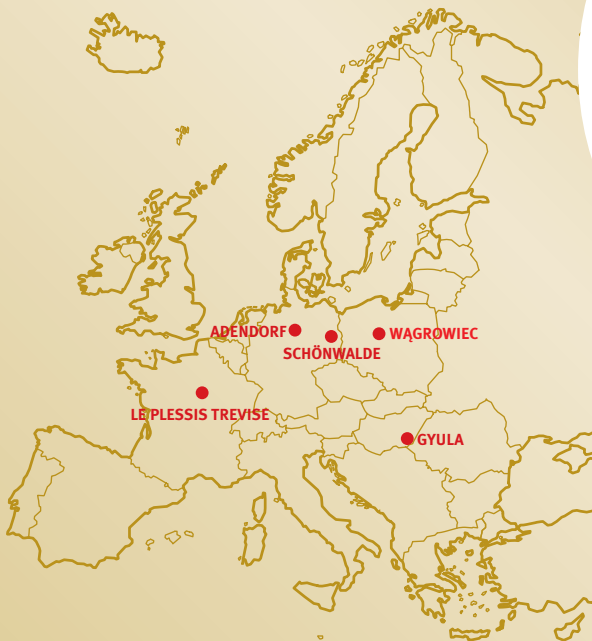 ADENDORF
WĄGROWIEC
SCHÖNWALDE
LE PLESSIS TREVISE
GYULA